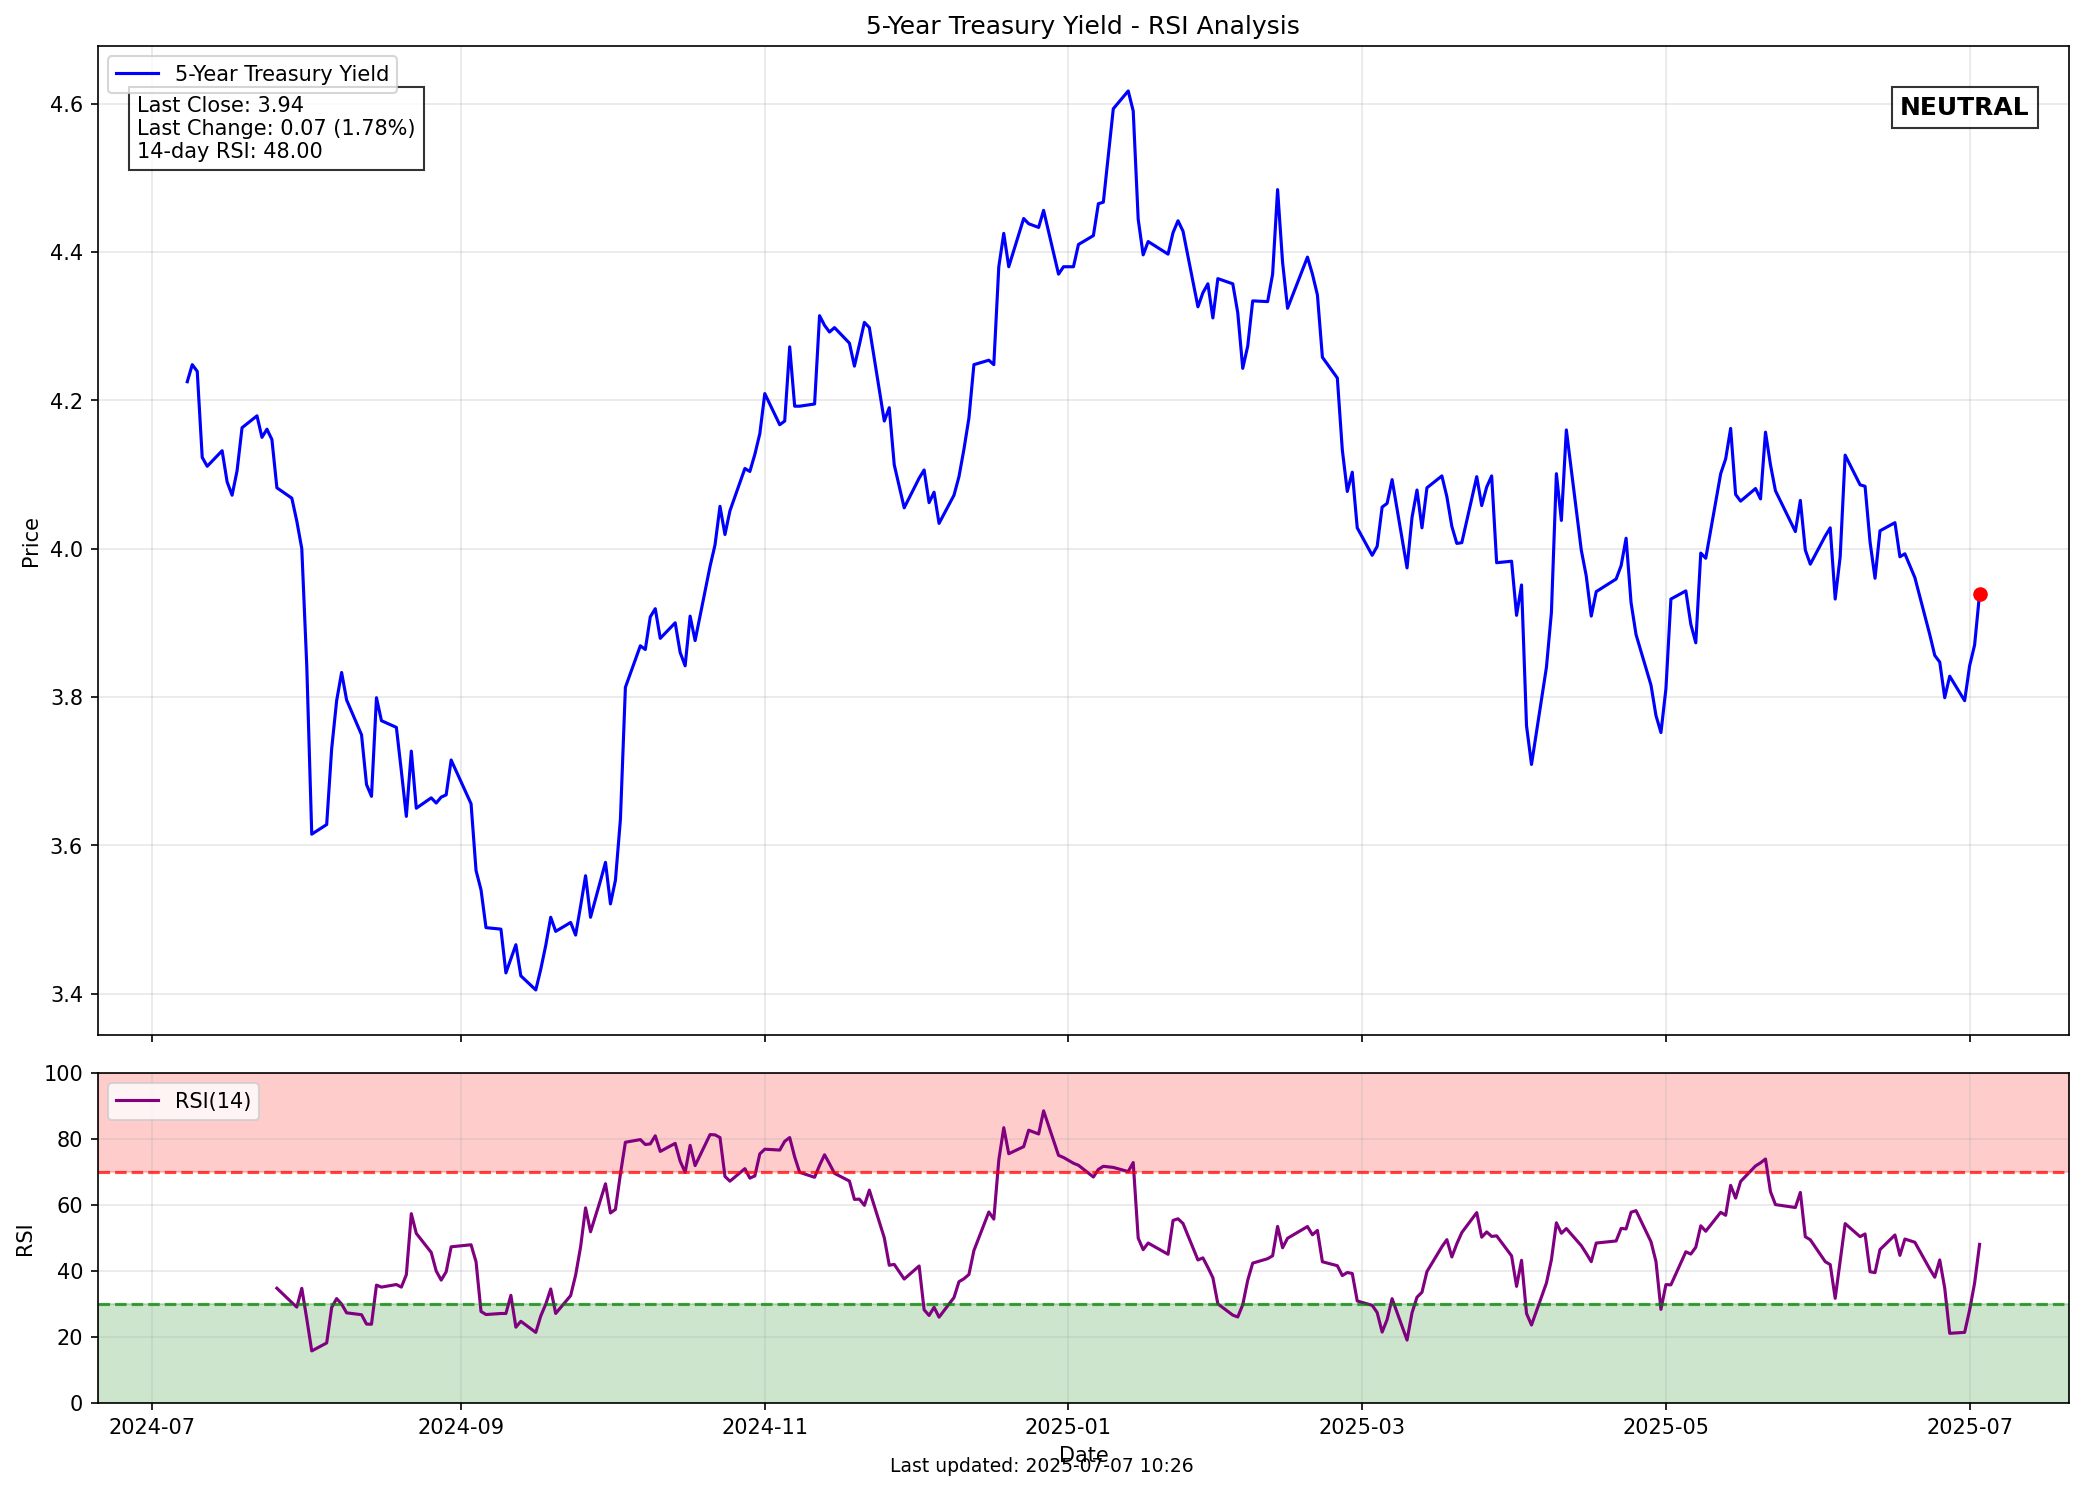 5-Year Treasury Yield - RSI Analysis
5-Year Treasury Yield
Last Close: 3.94
Last Change: 0.07 (1.78%)
14-day RSI: 48.00
NEUTRAL
Price
4.6
4.4
4.2
4.0
3.8
3.6
3.4
RSI(14)
RSI
100
80
60
40
20
0
2024-07
2024-09
2024-11
2025-01
2025-03
2025-05
2025-07
Date
Last updated: 2025-07-07 10:26